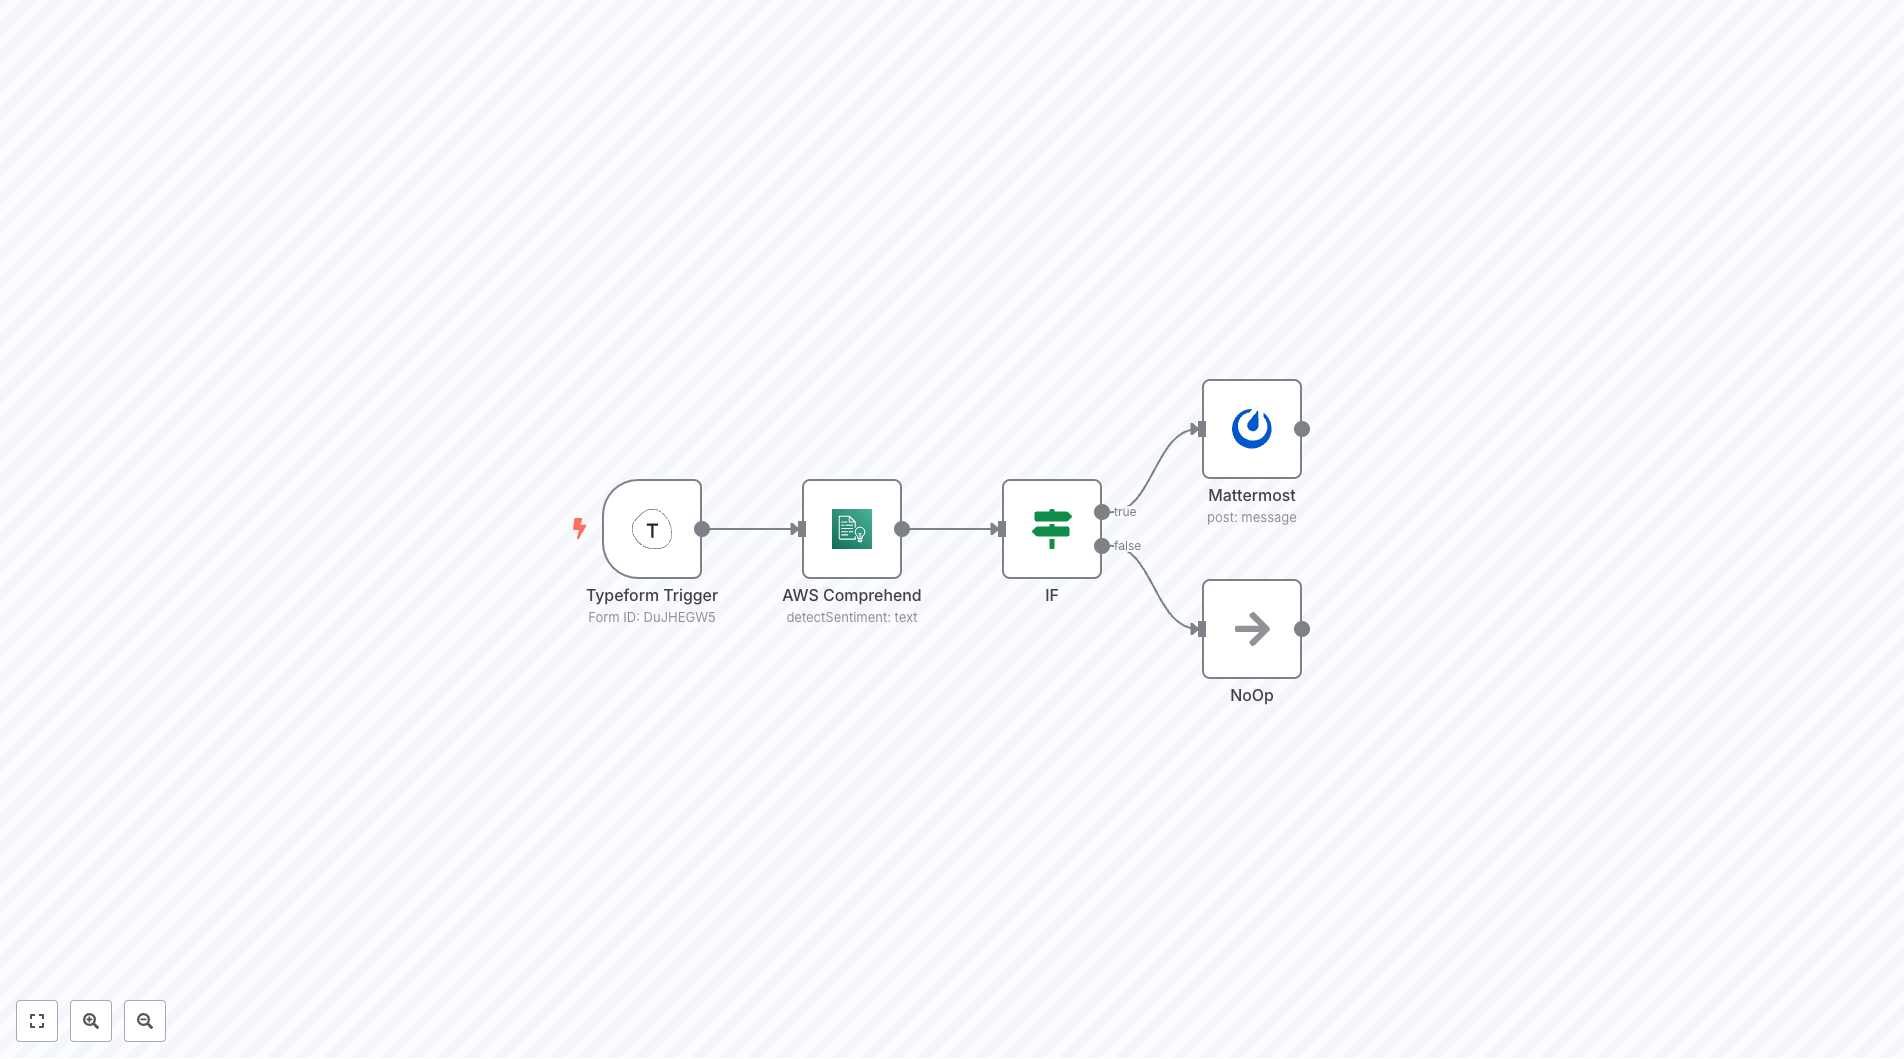 T
Typeform Trigger
Form ID: DuJHEGW5
AWS Comprehend
detectSentiment: text
IF
true
false
Mattermost
post: message
NoOp